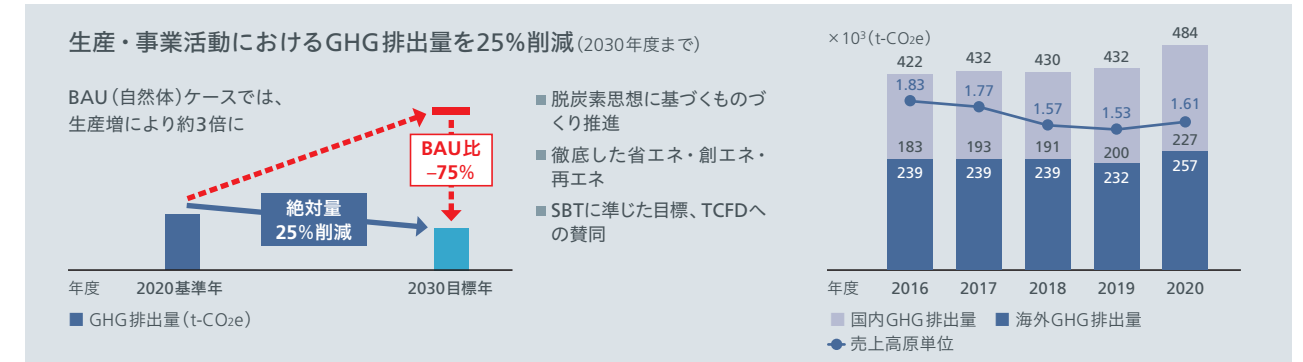 生産・事業活動におけるGHG排出量を25%削減(2030年度まで)
BAU(自然体)ケースでは、
生産増により約3倍に
BAU比
–75%
絶対量
25%削減
年度
2020基準年
2030目標年
■ GHG排出量(t-CO2e)
■ 脱炭素思想に基づくものづ
くり推進
■ 徹底した省エネ・創エネ・
再エネ
■ SBTに準じた目標、TCFDへ
の賛同
×10³(t-CO2e)
422
432
430
432
484
1.83
1.77
1.57
1.53
1.61
183
193
191
200
227
239
239
239
232
257
年度
2016
2017
2018
2019
2020
■ 国内GHG排出量 ■ 海外GHG排出量
売上高原単位